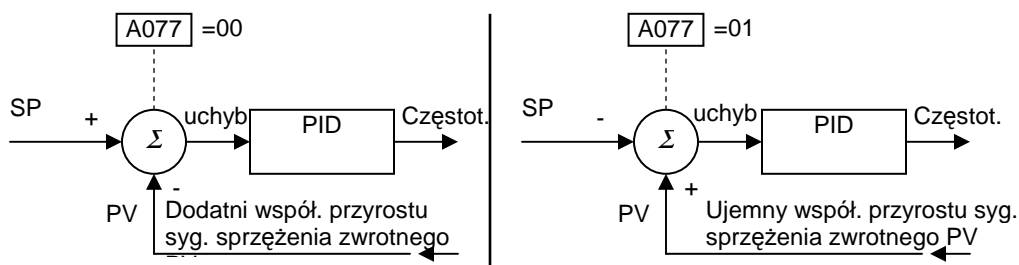 A077 =00
SP
+
Σ
uchyb
PID
Częstot.
-
PV
Dodatni współ. przyrostu
syg. sprzężenia zwrotnego
A077 =01
SP
-
Σ
uchyb
PID
Częstot.
+
PV
Ujemny współ. przyrostu syg.
sprzężenia zwrotnego PV